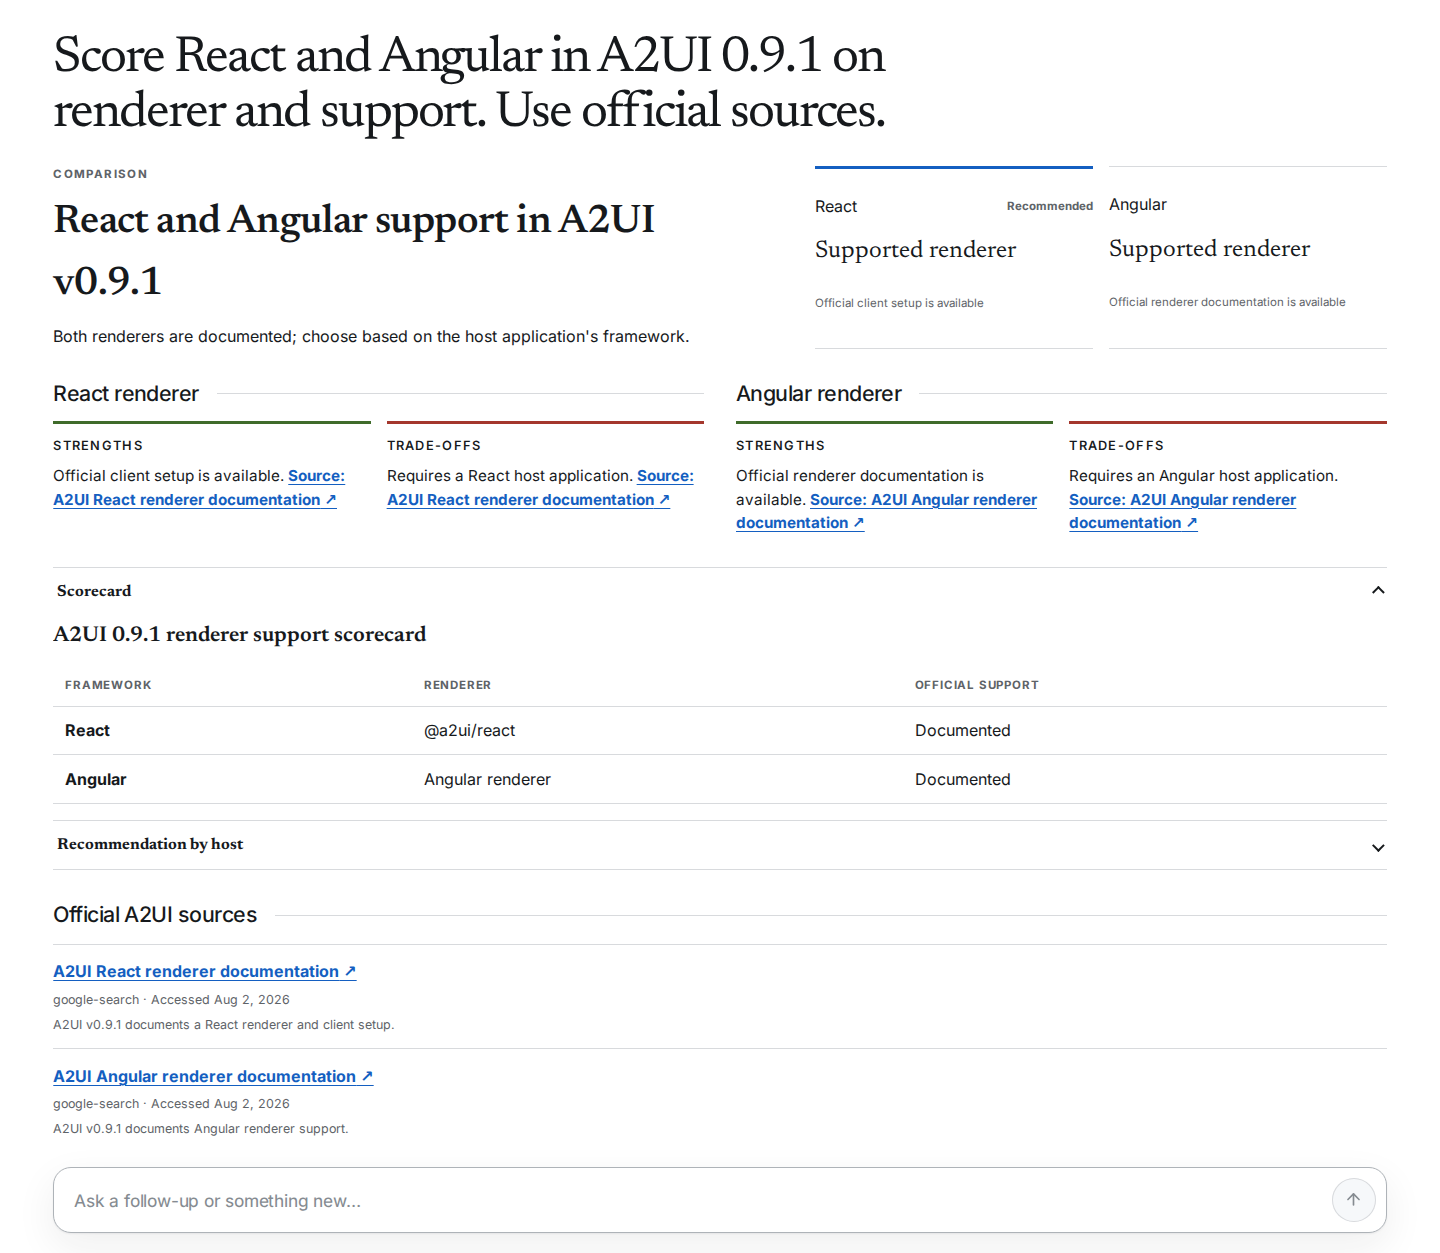 Score React and Angular in A2UI 0.9.1 on
renderer and support. Use official sources.
COMPARISON
React and Angular support in A2UI
v0.9.1
Both renderers are documented; choose based on the host application's framework.
React
Recommended
Supported renderer
Official client setup is available
Angular
Supported renderer
Official renderer documentation is available
React renderer
STRENGTHS
Official client setup is available. Source:
A2UI React renderer documentation ↗
TRADE-OFFS
Requires a React host application. Source:
A2UI React renderer documentation ↗
Angular renderer
STRENGTHS
Official renderer documentation is
available. Source: A2UI Angular renderer
documentation ↗
TRADE-OFFS
Requires an Angular host application.
Source: A2UI Angular renderer
documentation ↗
Scorecard
A2UI 0.9.1 renderer support scorecard
FRAMEWORK RENDERER OFFICIAL SUPPORT
React @a2ui/react Documented
Angular Angular renderer Documented
Recommendation by host
Official A2UI sources
A2UI React renderer documentation ↗
google-search · Accessed Aug 2, 2026
A2UI v0.9.1 documents a React renderer and client setup.
A2UI Angular renderer documentation ↗
google-search · Accessed Aug 2, 2026
A2UI v0.9.1 documents Angular renderer support.
Ask a follow-up or something new...